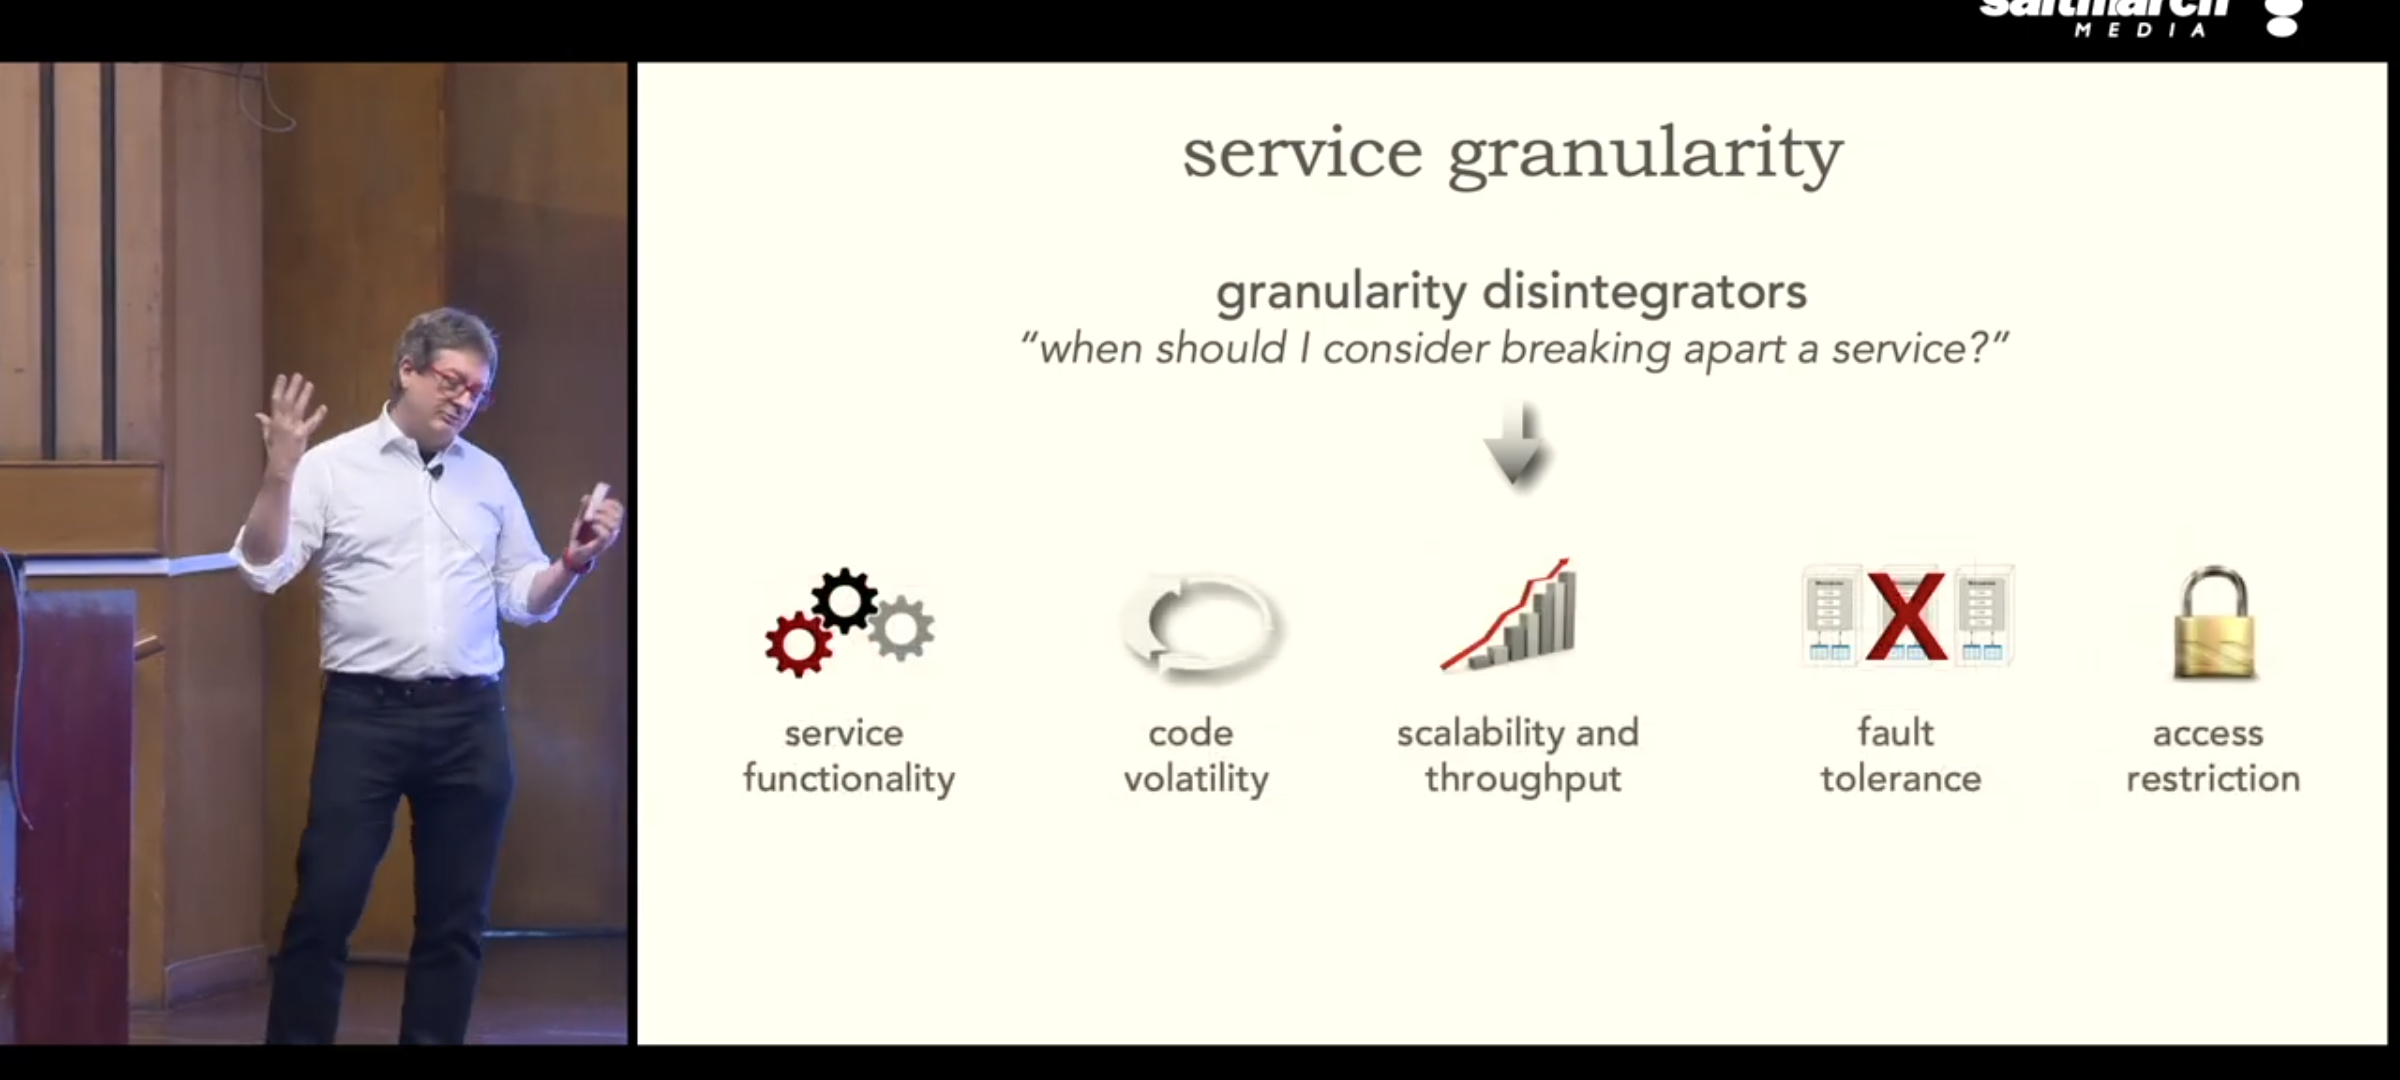 MEDIA
service granularity
granularity disintegrators
“when should I consider breaking apart a service?”
service
functionality
code
volatility
scalability and
throughput
fault
tolerance
access
restriction